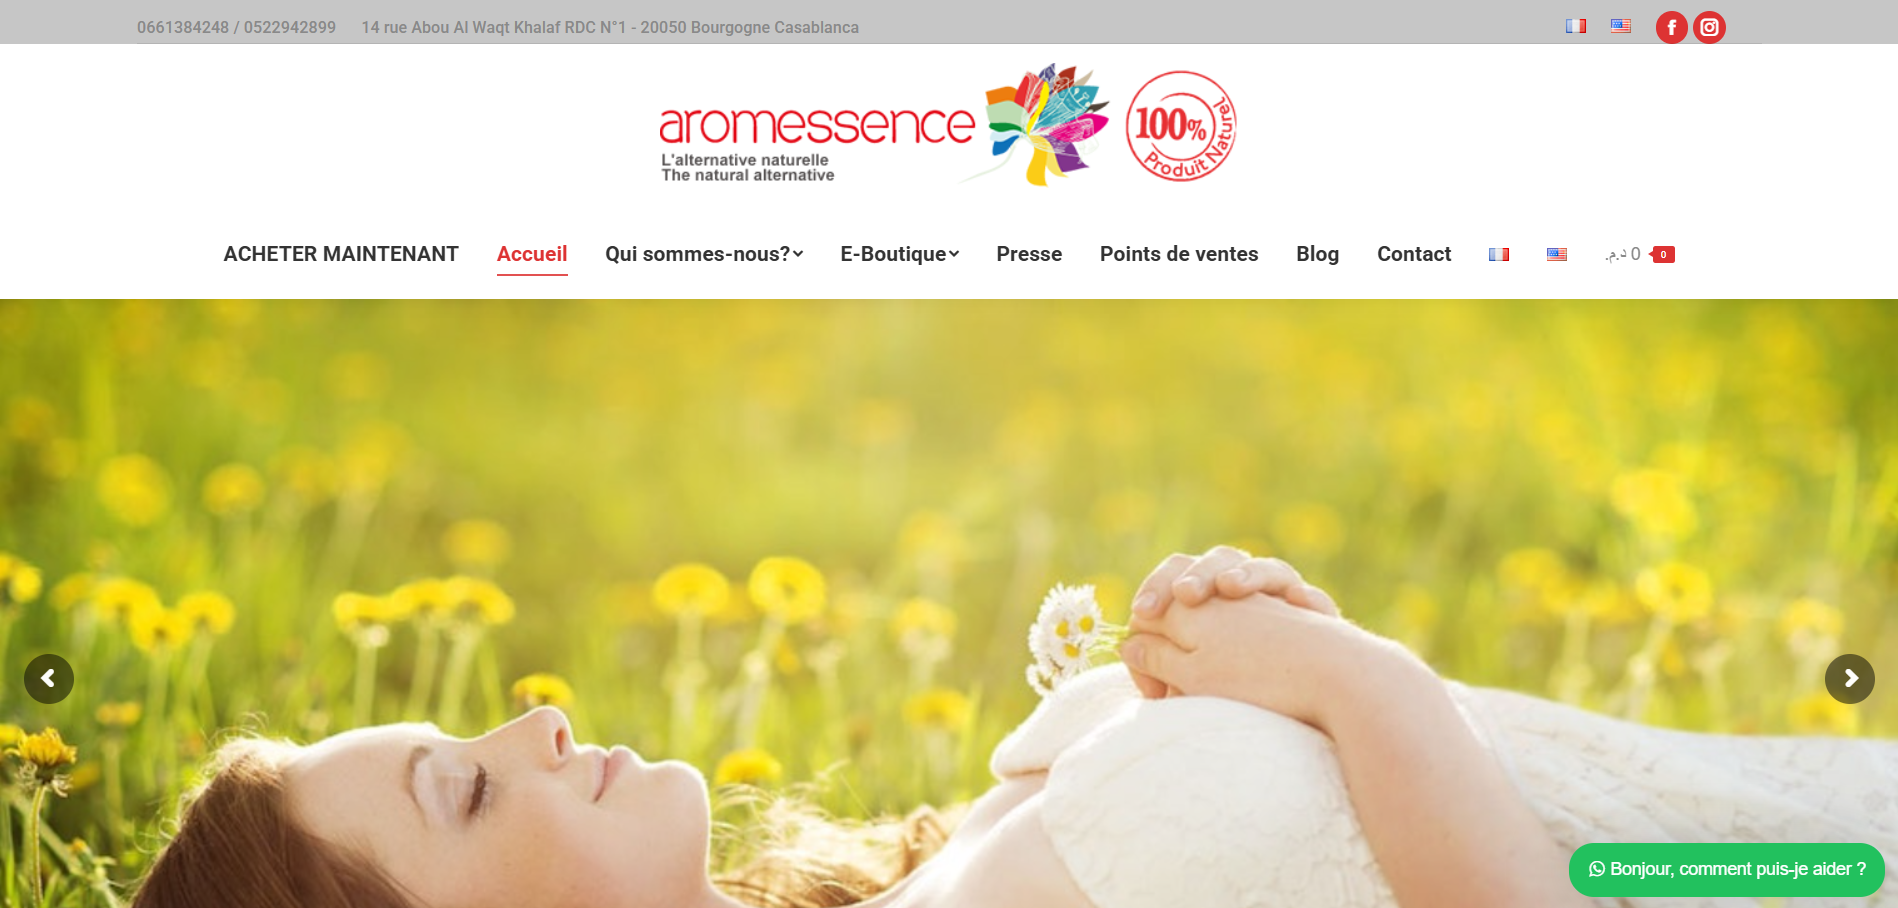 0661384248 / 0522942899 14 rue Abou Al Waqt Khalaf RDC N°1 - 20050 Bourgogne Casablanca
aromessence
L'alternative naturelle
The natural alternative
100%
Produit Naturel
ACHETER MAINTENANT Accueil Qui sommes-nous? E-Boutique Presse Points de ventes Blog Contact 0 د.م. 0
Bonjour, comment puis-je aider ?